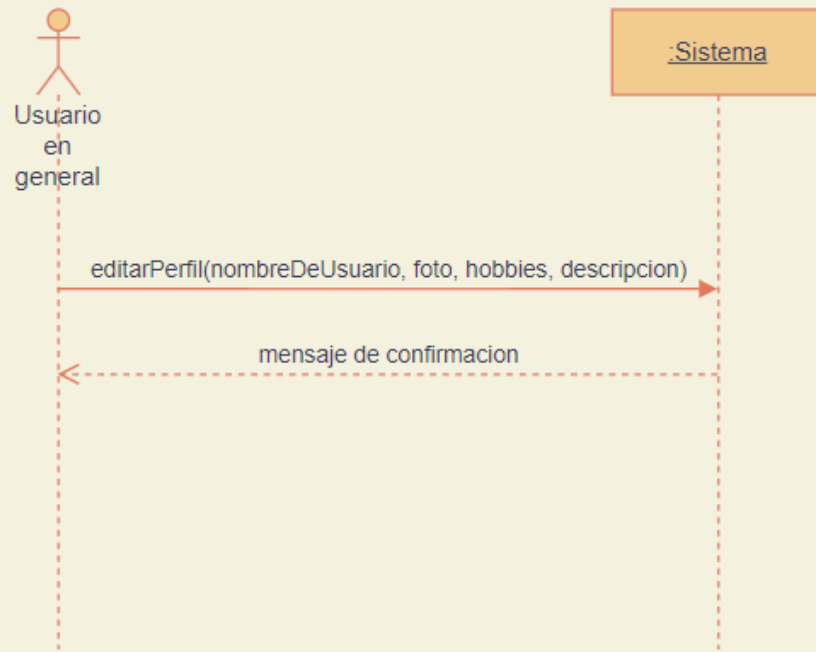 Usuario
en
general
:Sistema
editarPerfil(nombreDeUsuario, foto, hobbies, descripcion)
mensaje de confirmacion